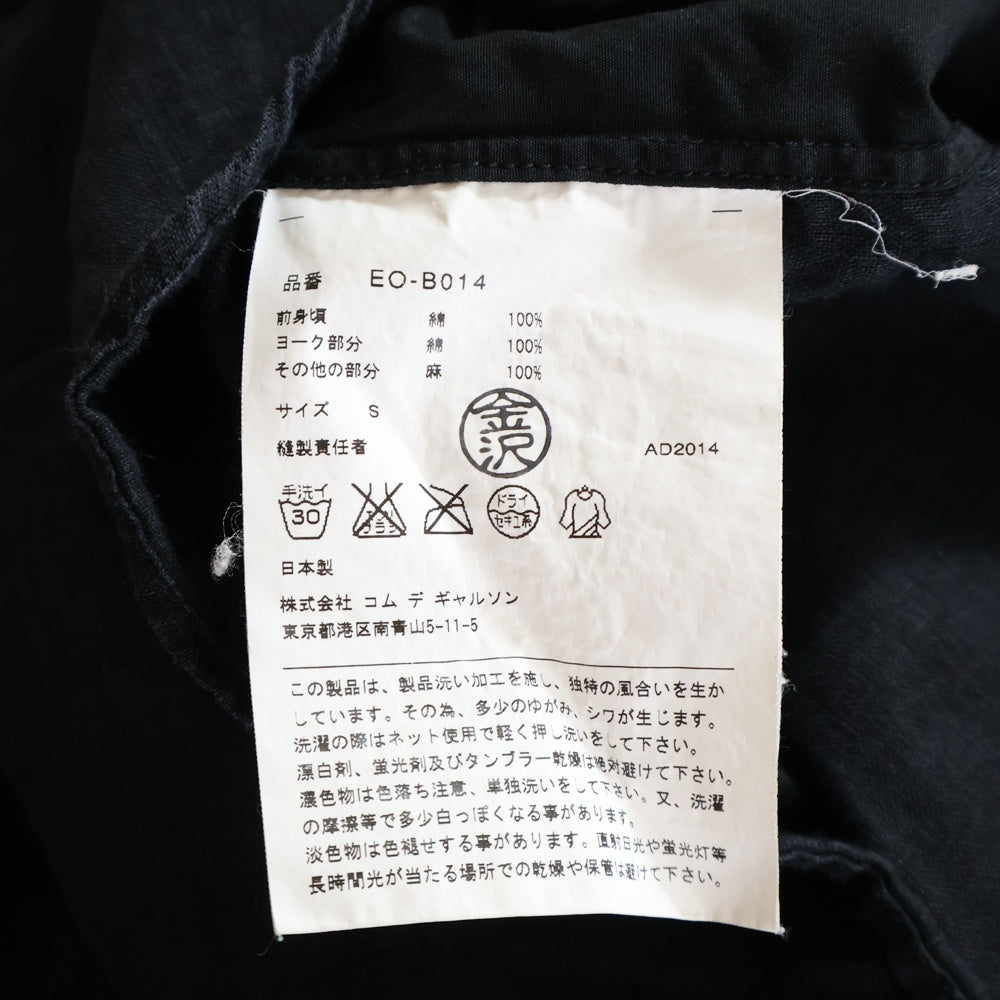 品番 EO-B014
前身頃 綿 100%
ヨーク部分 綿 100%
その他の部分 麻 100%
サイズ S
金沢
縫製責任者 AD2014
手洗イ
30
エンソ サラシ
ドライ
セキユ系
日本製
株式会社 コム デ ギャルソン
東京都港区南青山5-11-5
この製品は、製品洗い加工を施し、独特の風合いを生か
しています。その為、多少のゆがみ、シワが生じます。
洗濯の際はネット使用で軽く押し洗いをして下さい。
漂白剤、蛍光剤及びタンブラー乾燥は絶対避けて下さい。
濃色物は色落ち注意、単独洗いをして下さい。又、洗濯
の摩擦等で多少白っぽくなる事があります。
淡色物は色褪せする事があります。直射日光や蛍光灯等
長時間光が当たる場所での乾燥や保管は避けて下さい。